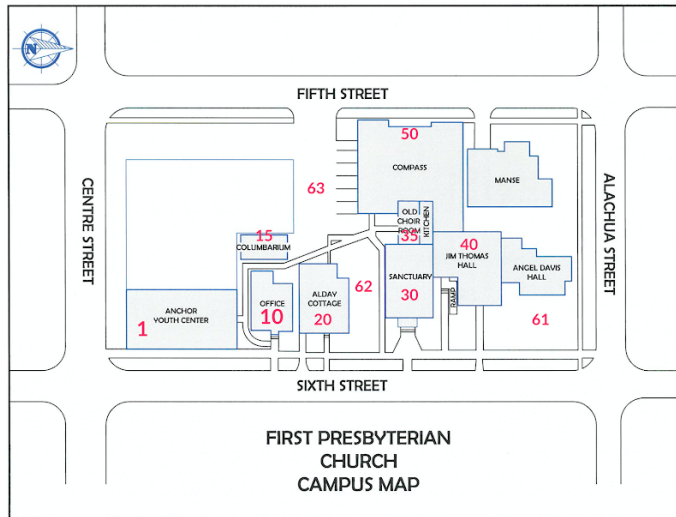 N
FIFTH STREET
50
COMPASS
MANSE
CENTRE STREET
ALACHUA STREET
63
OLD
CHOIR
ROOM
KITCHEN
35
15
COLUMBARIUM
40
JIM THOMAS
HALL
ANGEL DAVIS
HALL
SANCTUARY
30
RAMP
62
ALDAY
COTTAGE
20
OFFICE
10
ANCHOR
YOUTH CENTER
1
61
SIXTH STREET
FIRST PRESBYTERIAN
CHURCH
CAMPUS MAP